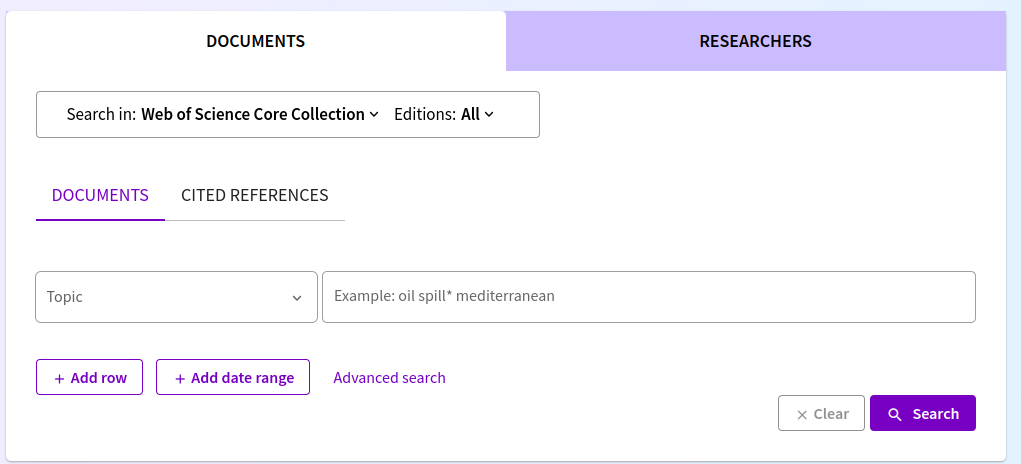 DOCUMENTS RESEARCHERS
Search in: Web of Science Core Collection Editions: All
DOCUMENTS CITED REFERENCES
Topic Example: oil spill* mediterranean
+ Add row + Add date range Advanced search
× Clear Search